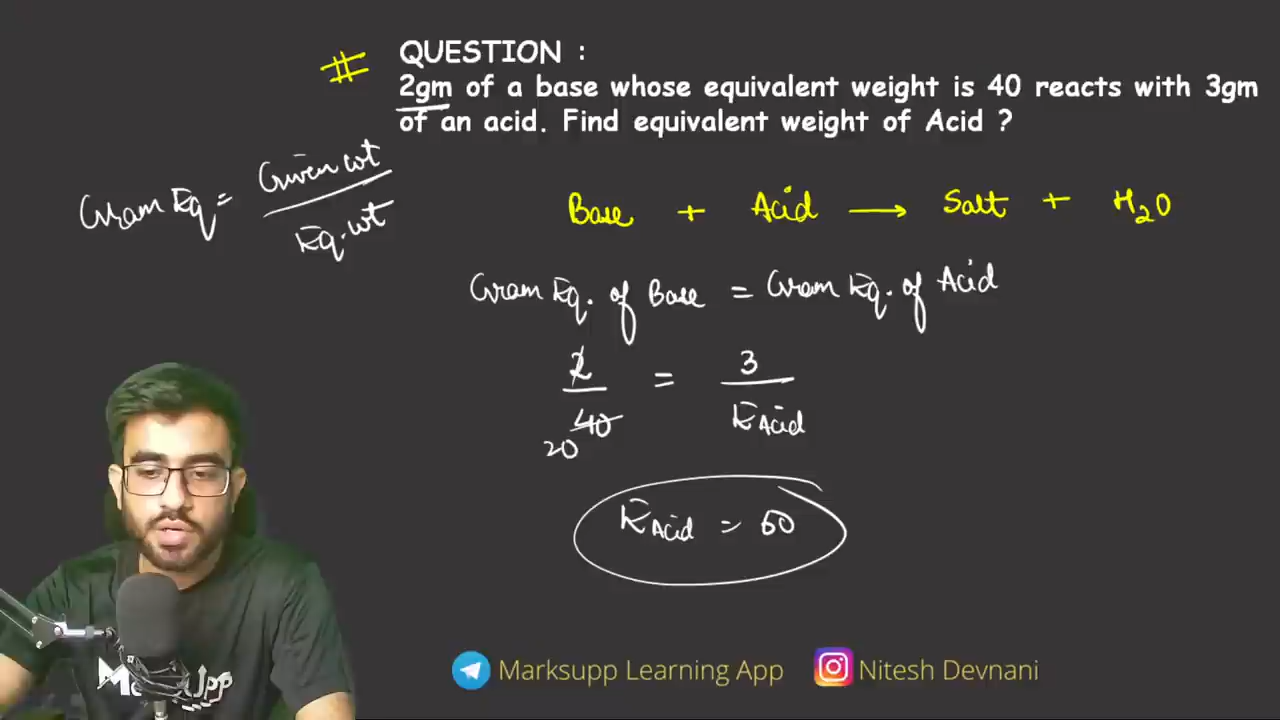 #
QUESTION :
2gm of a base whose equivalent weight is 40 reacts with 3gm
of an acid. Find equivalent weight of Acid ?
Gram Eq = Given wt
Eq. wt
Base + Acid → Salt + H₂O
Gram Eq. of Base = Gram Eq. of Acid
2 = 3
40 E Acid
20
E Acid = 60
Marksupp Learning App Nitesh Devnani